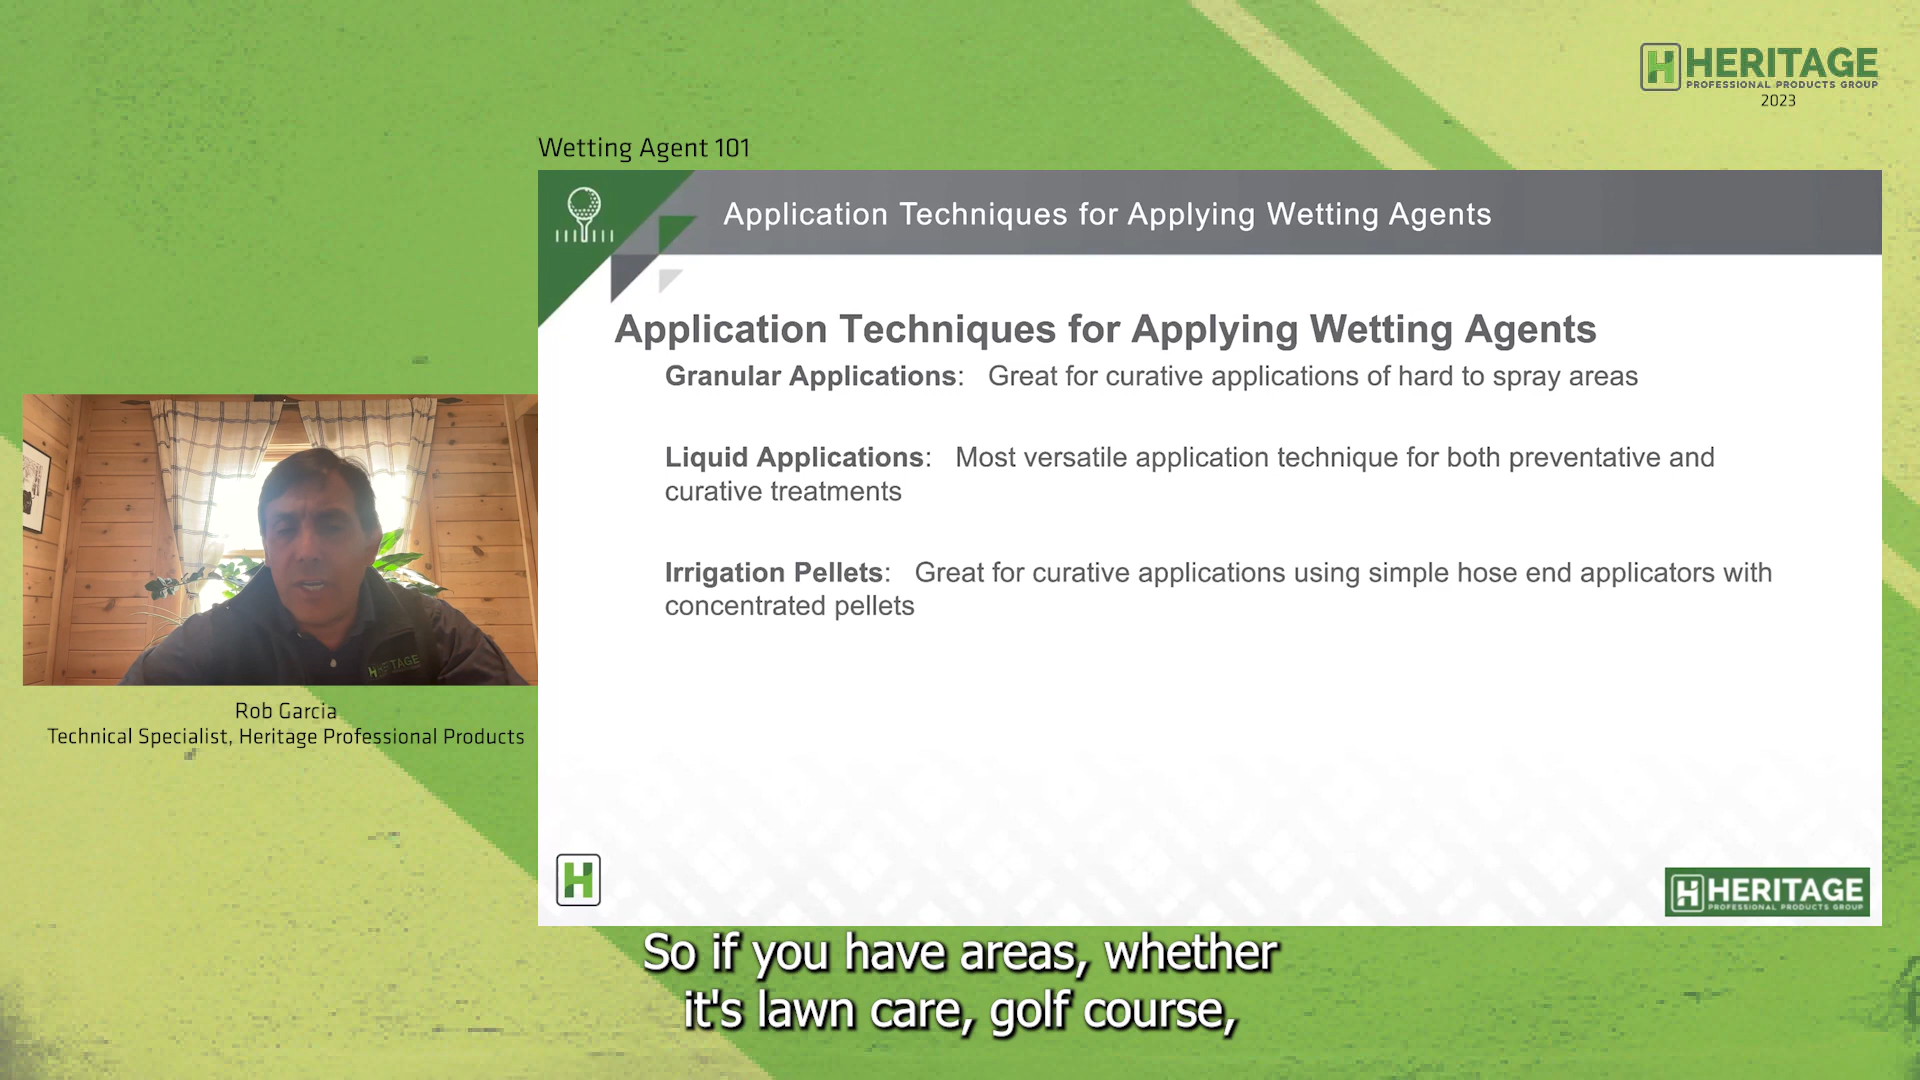 HERITAGE
PROFESSIONAL PRODUCTS GROUP
2023
Wetting Agent 101
Application Techniques for Applying Wetting Agents
Application Techniques for Applying Wetting Agents
Granular Applications: Great for curative applications of hard to spray areas
Liquid Applications: Most versatile application technique for both preventative and
curative treatments
Irrigation Pellets: Great for curative applications using simple hose end applicators with
concentrated pellets
HERITAGE
Rob Garcia
Technical Specialist, Heritage Professional Products
H
HERITAGE
PROFESSIONAL PRODUCTS GROUP
So if you have areas, whether
it's lawn care, golf course,